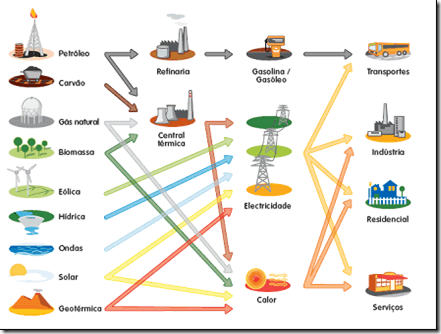 Petróleo
Refinaria
Gasolina /
Gasóleo
Transportes
Carvão
Gás natural
Central
térmica
Indústria
Biomassa
Eólica
Electricidade
Residencial
Hídrica
Ondas
Solar
Calor
Serviços
Geotérmica